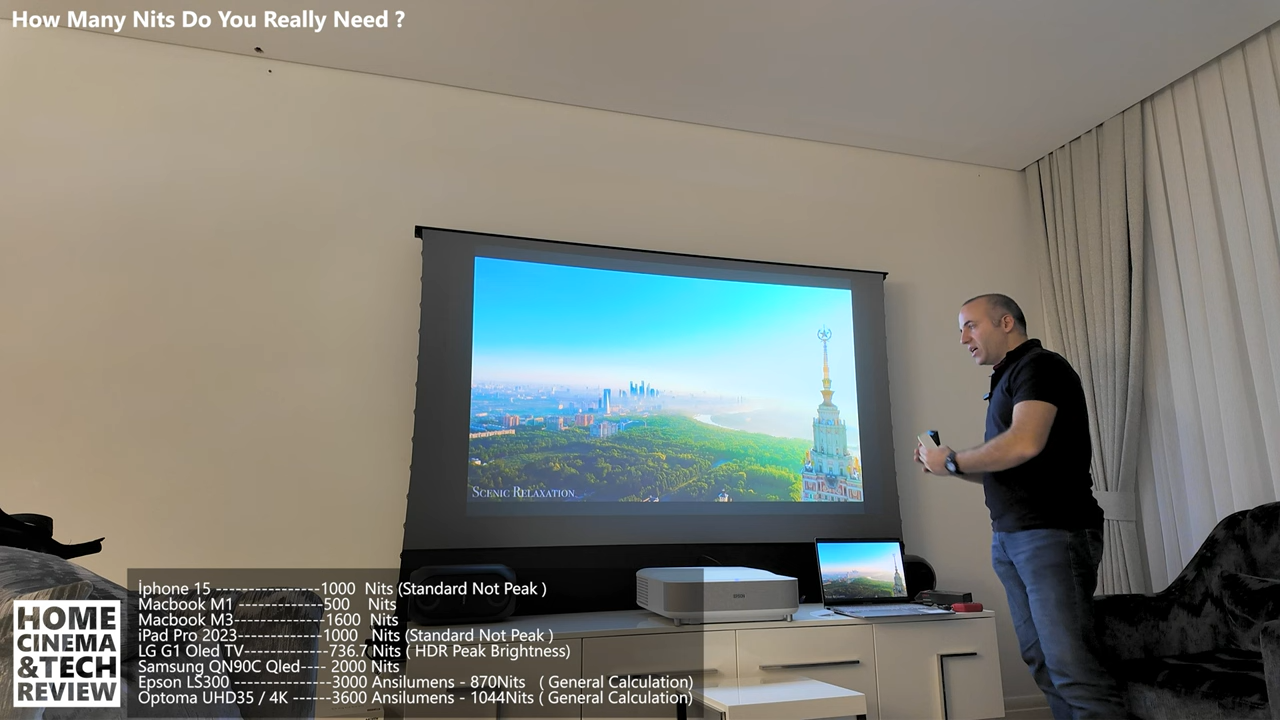 How Many Nits Do You Really Need ?
SCENIC RELAXATION
İphone 15 ----------------1000 Nits (Standard Not Peak )
Macbook M1 -------------500 Nits
Macbook M3--------------1600 Nits
iPad Pro 2023-------------1000 Nits (Standard Not Peak )
LG G1 Oled TV-------------736.7 Nits ( HDR Peak Brightness)
Samsung QN90C Qled---- 2000 Nits
Epson LS300 ---------------3000 Ansilumens - 870Nits ( General Calculation)
Optoma UHD35 / 4K ------3600 Ansilumens - 1044Nits ( General Calculation)
HOME
CINEMA
&TECH
REVIEW